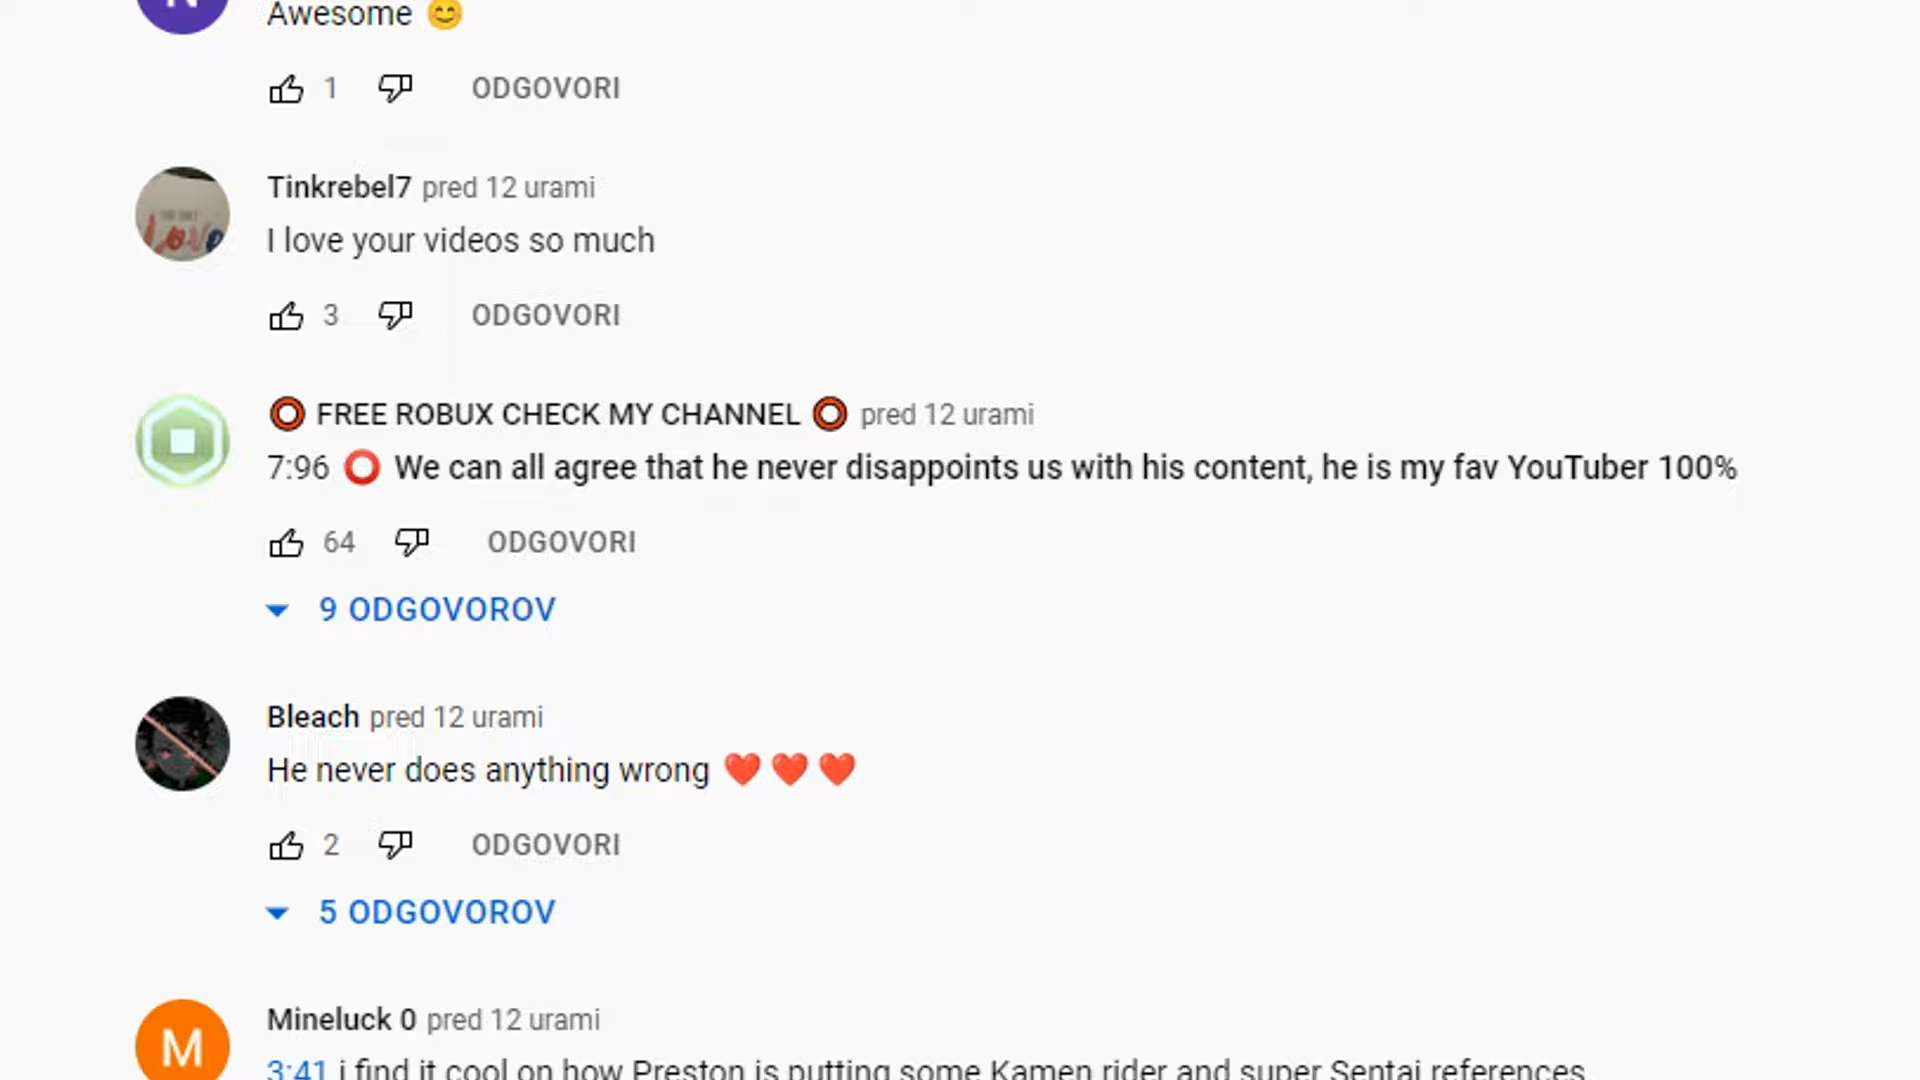 Awesome 😊
1 ODGOVORI
Tinkrebel7 pred 12 urami
I love your videos so much
3 ODGOVORI
⭕ FREE ROBUX CHECK MY CHANNEL ⭕ pred 12 urami
7:96 ⭕ We can all agree that he never disappoints us with his content, he is my fav YouTuber 100%
64 ODGOVORI
9 ODGOVOROV
Bleach pred 12 urami
He never does anything wrong ❤️❤️❤️
2 ODGOVORI
5 ODGOVOROV
M
Mineluck 0 pred 12 urami
3:41 i find it cool on how Preston is putting some Kamen rider and super Sentai references